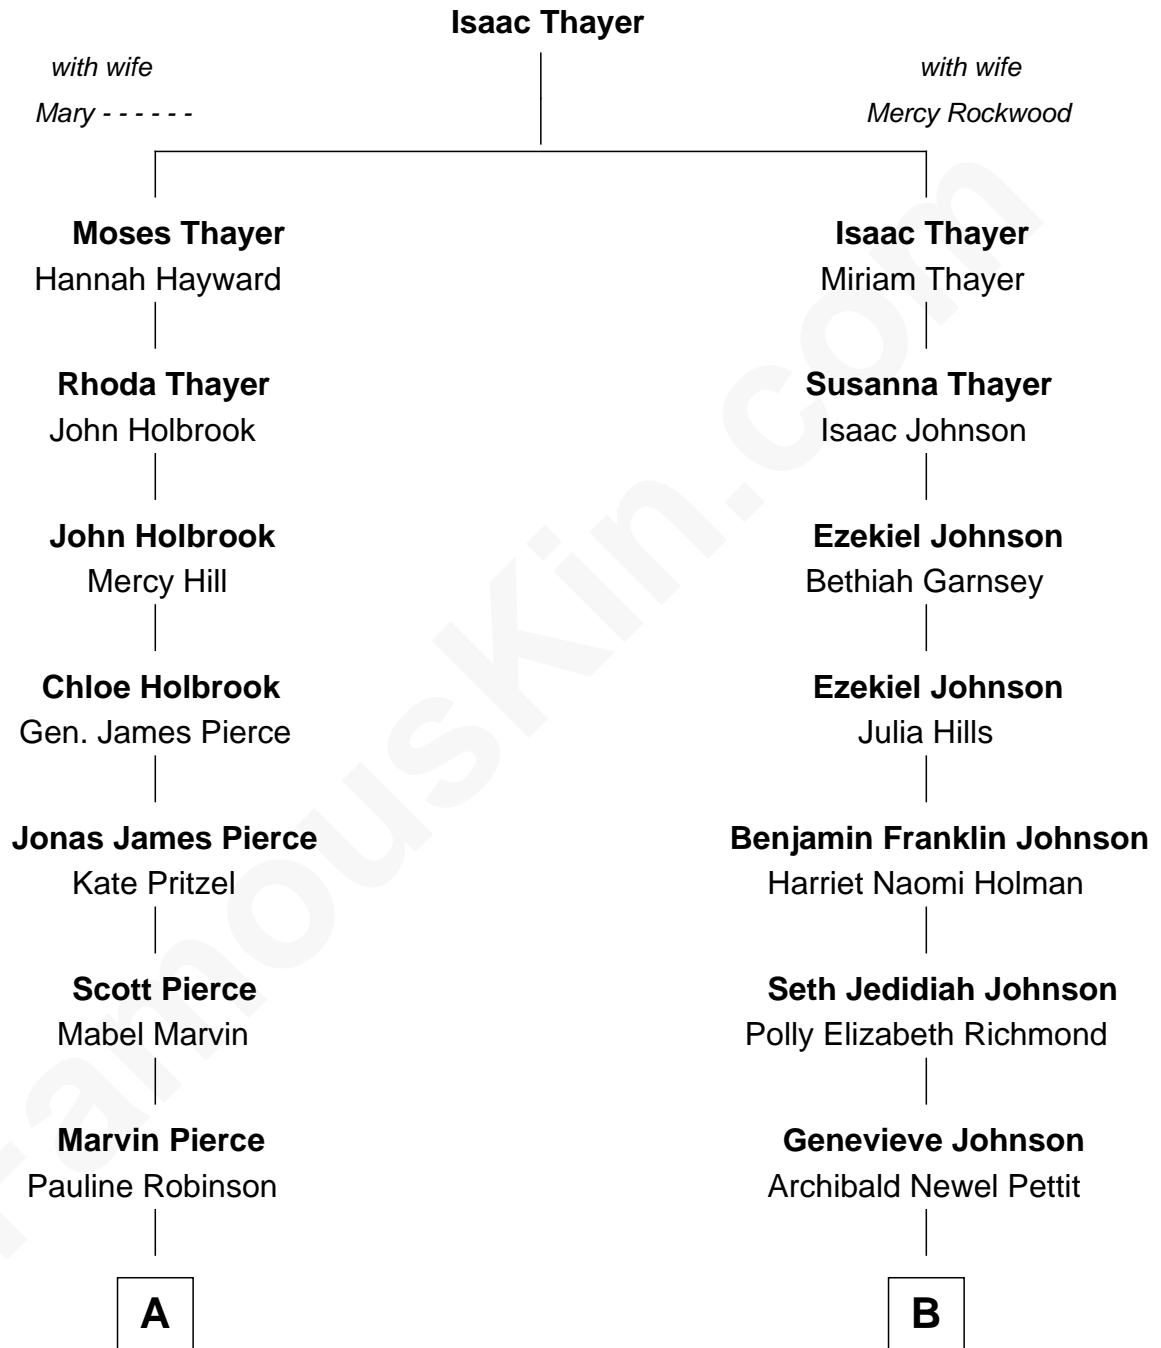 Isaac Thayer
with wife
Mary - - - - - -
with wife
Mercy Rockwood
Moses Thayer
Hannah Hayward
Isaac Thayer
Miriam Thayer
Rhoda Thayer
John Holbrook
Susanna Thayer
Isaac Johnson
John Holbrook
Mercy Hill
Ezekiel Johnson
Bethiah Garnsey
Chloe Holbrook
Gen. James Pierce
Ezekiel Johnson
Julia Hills
Jonas James Pierce
Kate Pritzel
Benjamin Franklin Johnson
Harriet Naomi Holman
Scott Pierce
Mabel Marvin
Seth Jedidiah Johnson
Polly Elizabeth Richmond
Marvin Pierce
Pauline Robinson
Genevieve Johnson
Archibald Newel Pettit
A
B
FamousKin.com